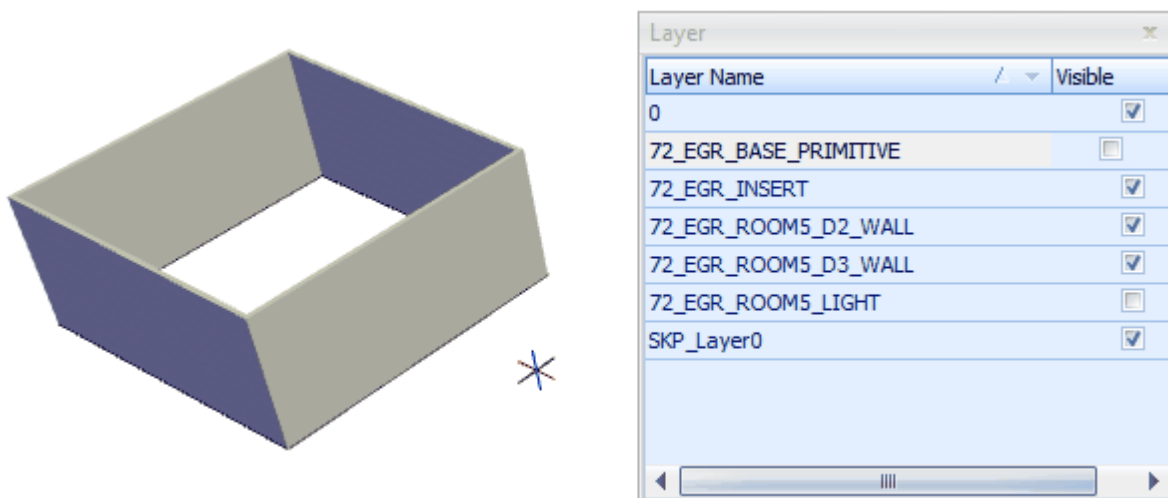 Layer
Layer Name Visible
0
72_EGR_BASE_PRIMITIVE
72_EGR_INSERT
72_EGR_ROOM5_D2_WALL
72_EGR_ROOM5_D3_WALL
72_EGR_ROOM5_LIGHT
SKP_Layer0